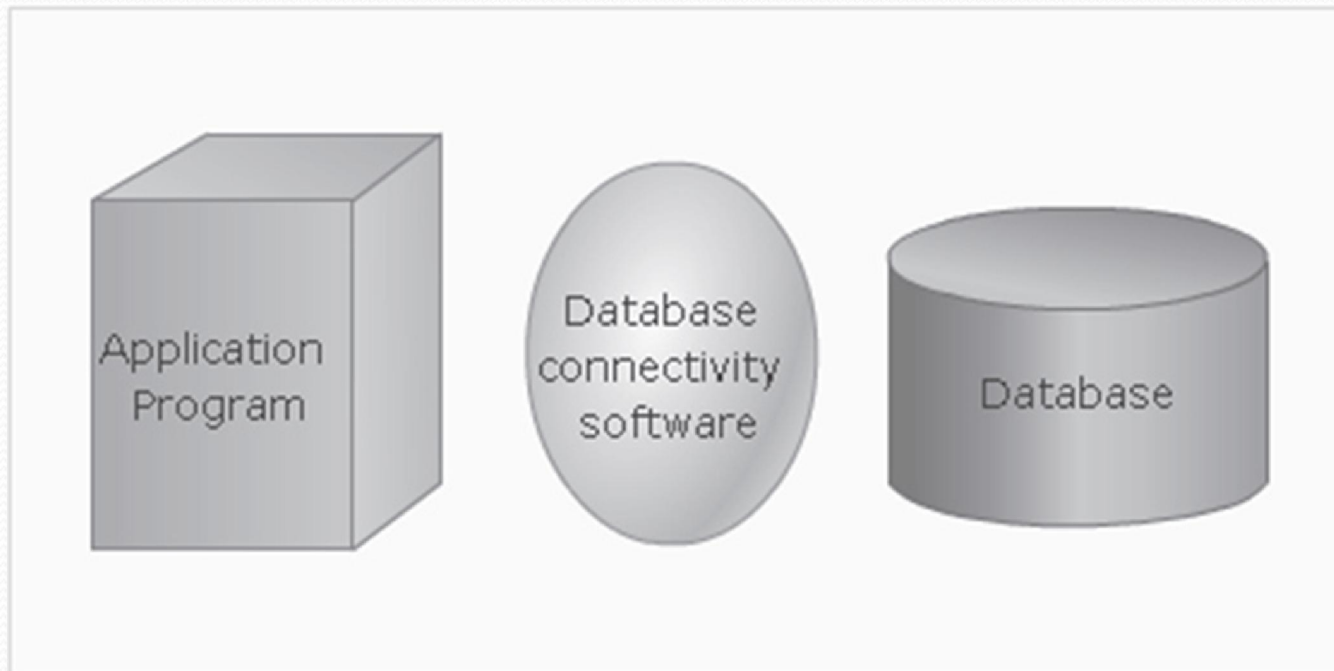 Application
Program
Database
connectivity
software
Database